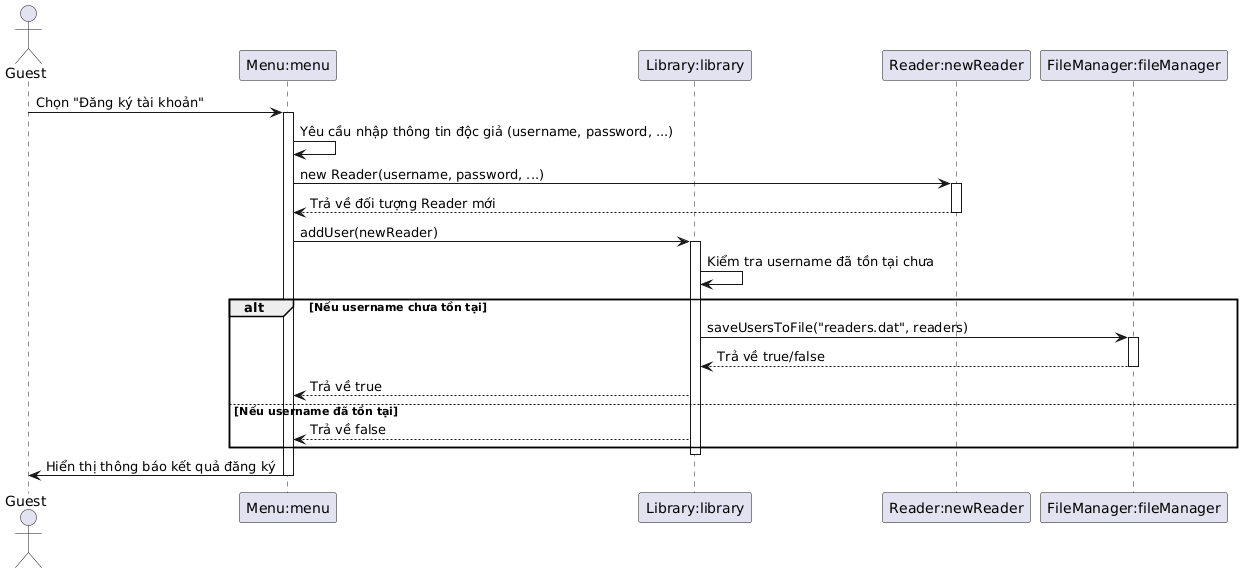 Guest
Menu:menu
Library:library
Reader:newReader
FileManager:fileManager
Chọn "Đăng ký tài khoản"
Yêu cầu nhập thông tin độc giả (username, password, ...)
new Reader(username, password, ...)
Trả về đối tượng Reader mới
addUser(newReader)
Kiểm tra username đã tồn tại chưa
alt
[Nếu username chưa tồn tại]
saveUsersToFile("readers.dat", readers)
Trả về true/false
Trả về true
[Nếu username đã tồn tại]
Trả về false
Hiển thị thông báo kết quả đăng ký
Guest
Menu:menu
Library:library
Reader:newReader
FileManager:fileManager